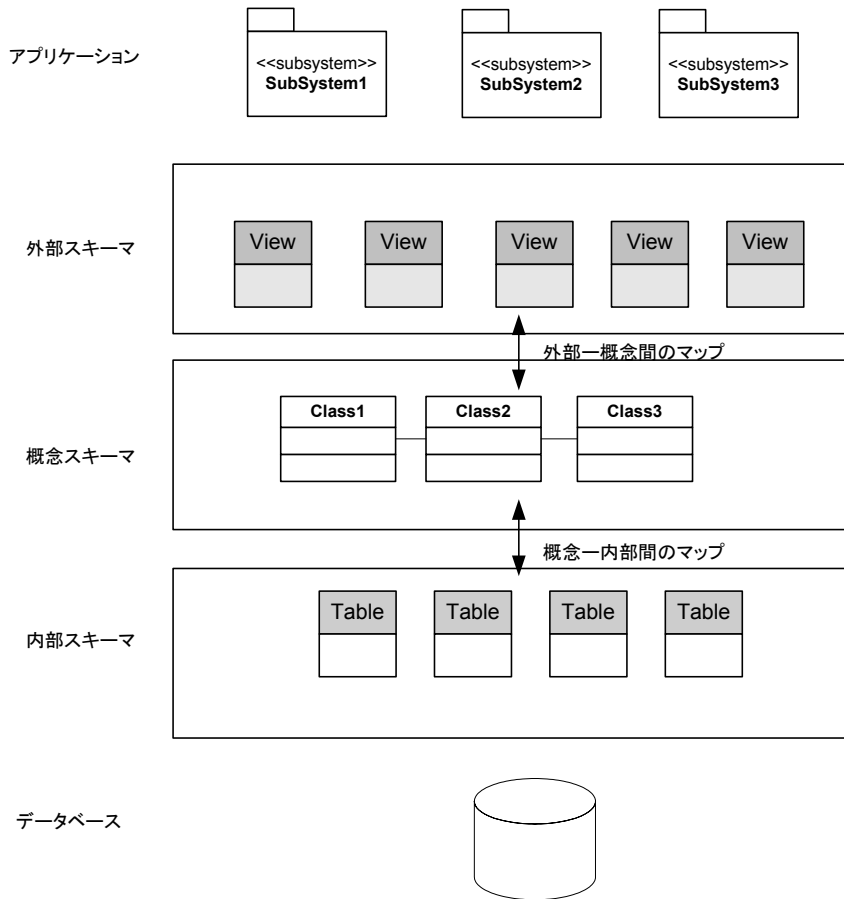 アプリケーション
<<subsystem>>
SubSystem1
<<subsystem>>
SubSystem2
<<subsystem>>
SubSystem3
外部スキーマ
View
View
View
View
View
外部ー概念間のマップ
概念スキーマ
Class1
Class2
Class3
概念ー内部間のマップ
内部スキーマ
Table
Table
Table
Table
データベース